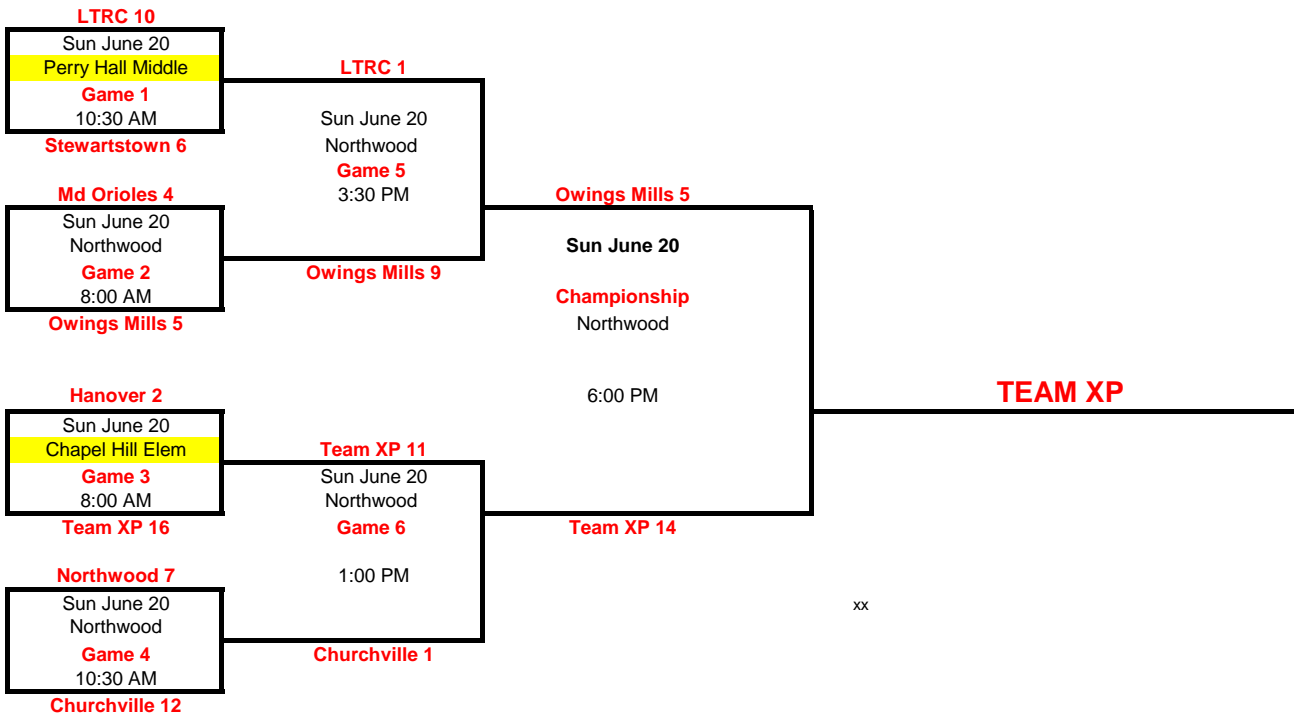 LTRC 10
Sun June 20
Perry Hall Middle
Game 1
10:30 AM
Stewartstown 6
Md Orioles 4
Sun June 20
Northwood
Game 2
8:00 AM
Owings Mills 5
Hanover 2
Sun June 20
Chapel Hill Elem
Game 3
8:00 AM
Team XP 16
Northwood 7
Sun June 20
Northwood
Game 4
10:30 AM
Churchville 12
LTRC 1
Sun June 20
Northwood
Game 5
3:30 PM
Owings Mills 9
Team XP 11
Sun June 20
Northwood
Game 6
1:00 PM
Churchville 1
Owings Mills 5
Sun June 20
Championship
Northwood
6:00 PM
Team XP 14
TEAM XP
xx